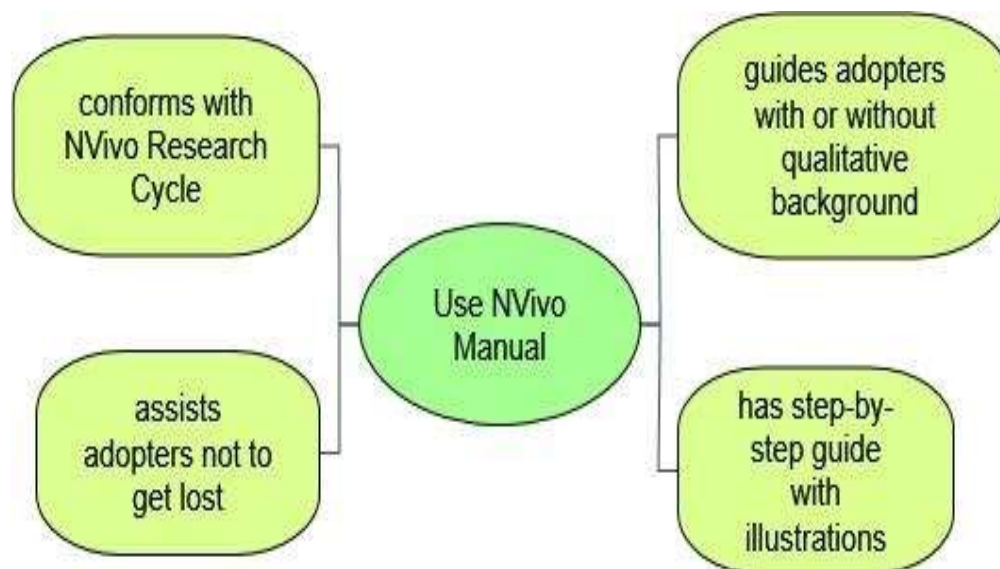 conforms with
NVivo Research
Cycle
guides adopters
with or without
qualitative
background
Use NVivo
Manual
assists
adopters not to
get lost
has step-by-
step guide
with
illustrations